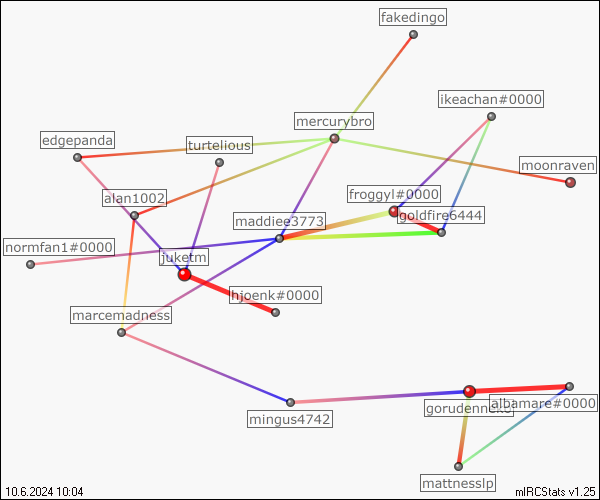 fakedingo
ikeachan#0000
mercurybro
edgepanda
turtelious
moonraven
froggyl#0000
alan1002
goldfire6444
maddiee3773
normfan1#0000
juketm
hjoenk#0000
marcemadness
albamare#0000
mingus4742
mattnesslp
10.6.2024 10:04
mIRCStats v1.25